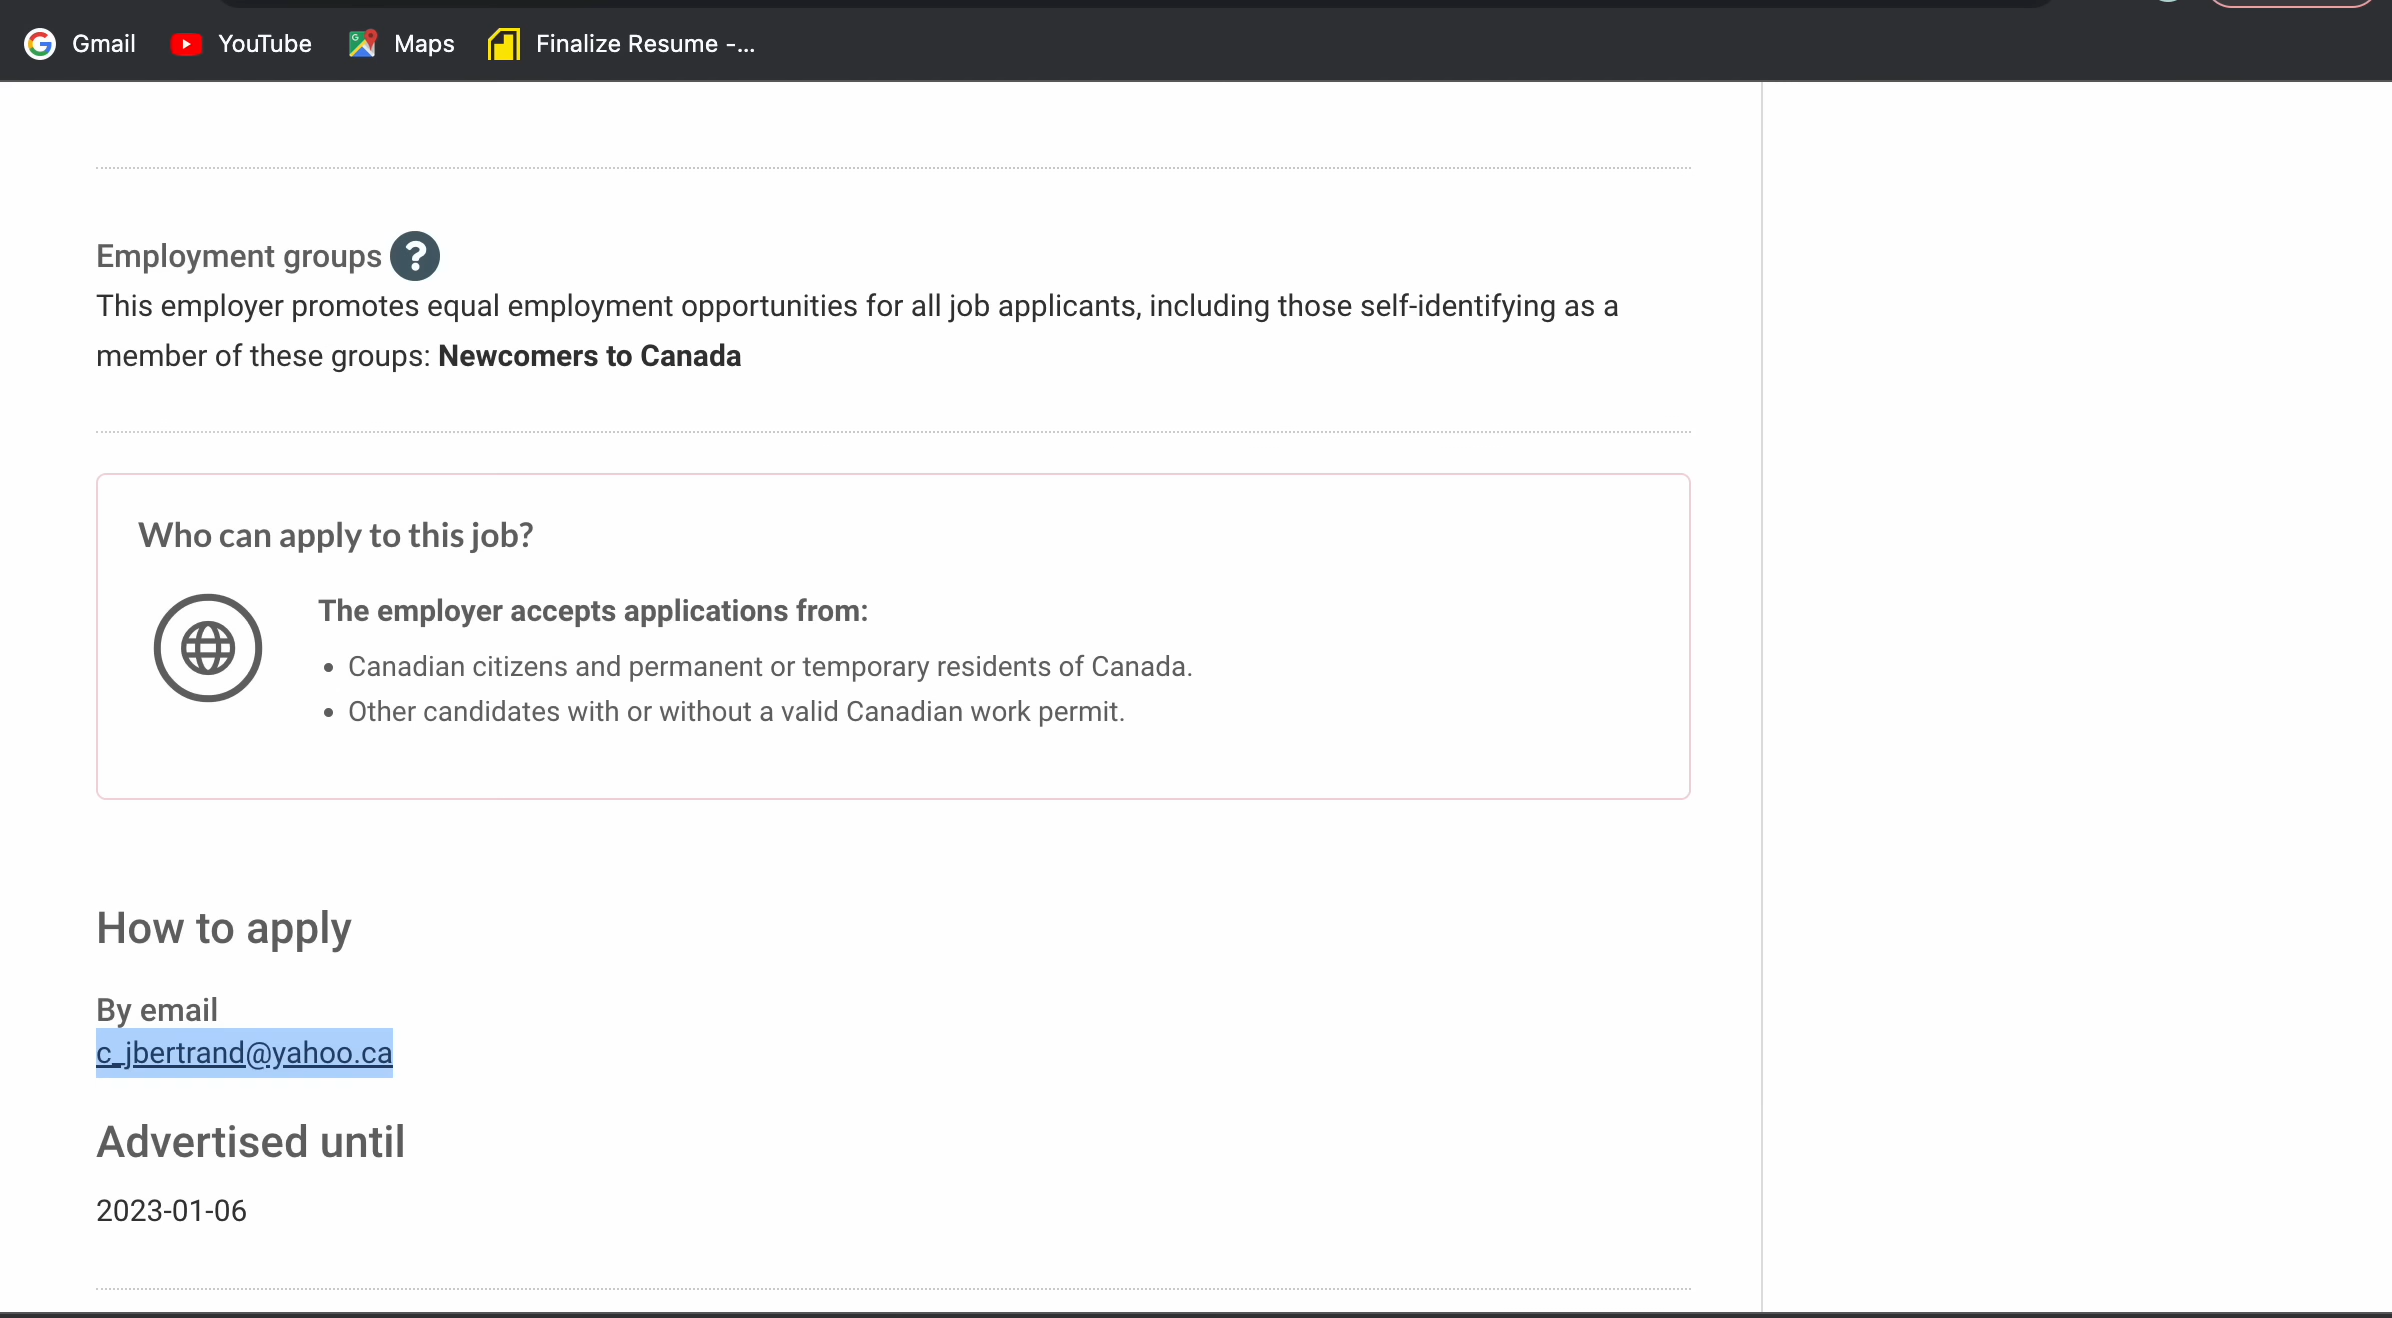 Gmail YouTube Maps Finalize Resume -...
Employment groups ?
This employer promotes equal employment opportunities for all job applicants, including those self-identifying as a
member of these groups: Newcomers to Canada
Who can apply to this job?
The employer accepts applications from:
• Canadian citizens and permanent or temporary residents of Canada.
• Other candidates with or without a valid Canadian work permit.
How to apply
By email
c_jbertrand@yahoo.ca
Advertised until
2023-01-06